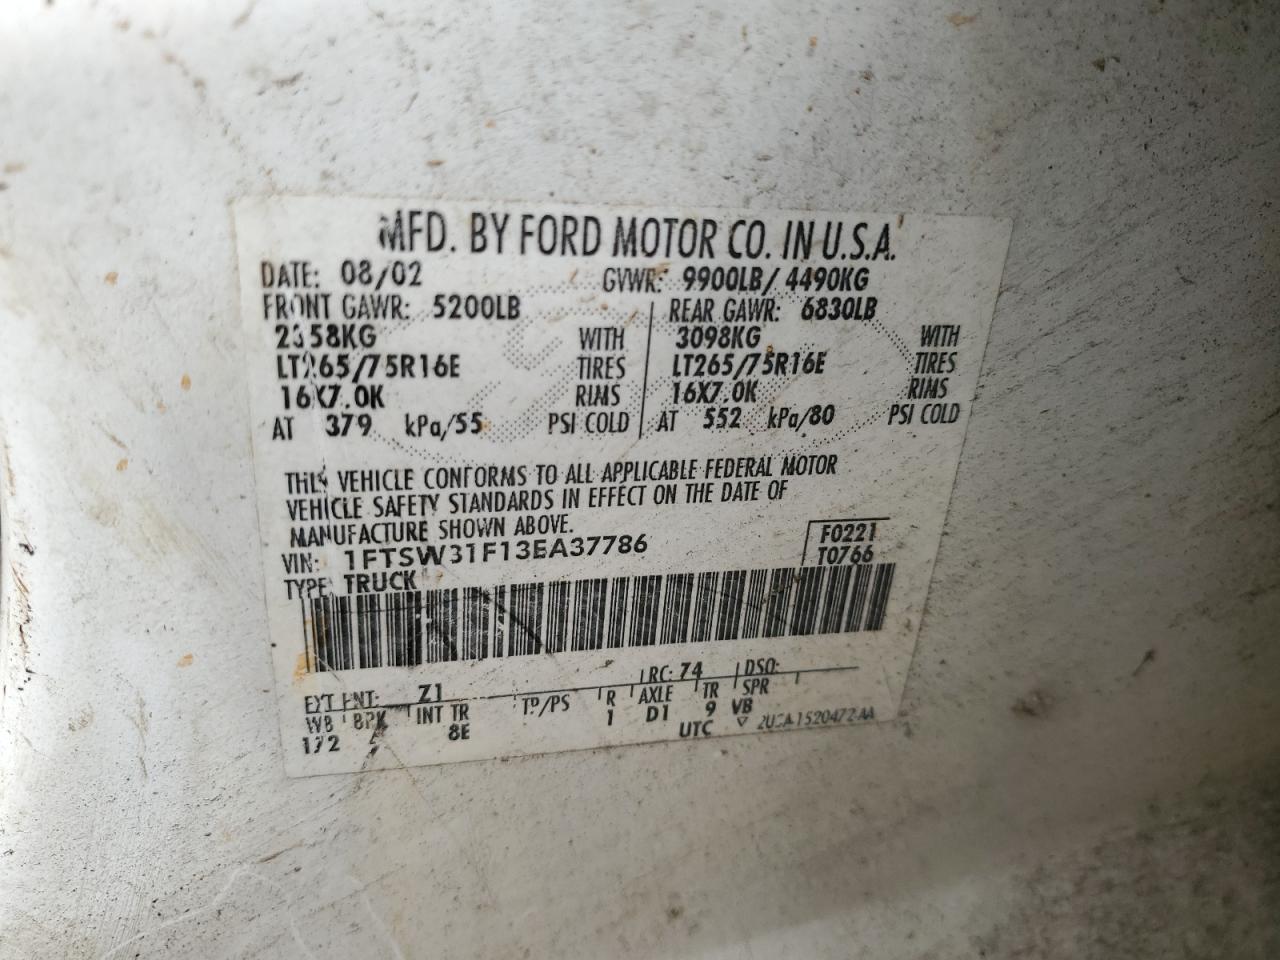 MFD. BY FORD MOTOR CO. IN U.S.A.
DATE: 08/02 GVWR: 9900LB/ 4490KG
FRONT GAWR: 5200LB REAR GAWR: 6830LB
2358KG WITH 3098KG WITH
LT265/75R16E TIRES LT265/75R16E TIRES
16X7.0K RIMS 16X7.0K RIMS
AT 379 kPa/55 PSI COLD AT 552 kPa/80 PSI COLD
THIS VEHICLE CONFORMS TO ALL APPLICABLE FEDERAL MOTOR
VEHICLE SAFETY STANDARDS IN EFFECT ON THE DATE OF
MANUFACTURE SHOWN ABOVE.
VIN: 1FTSW31F13EA37786 F0221
TYPE: TRUCK T0766
EXT PNT: Z1 RC: 74 DSO:
WB BRK INT TR TP/PS R AXLE TR SPR
172 8E 1 D1 9 VB
UTC